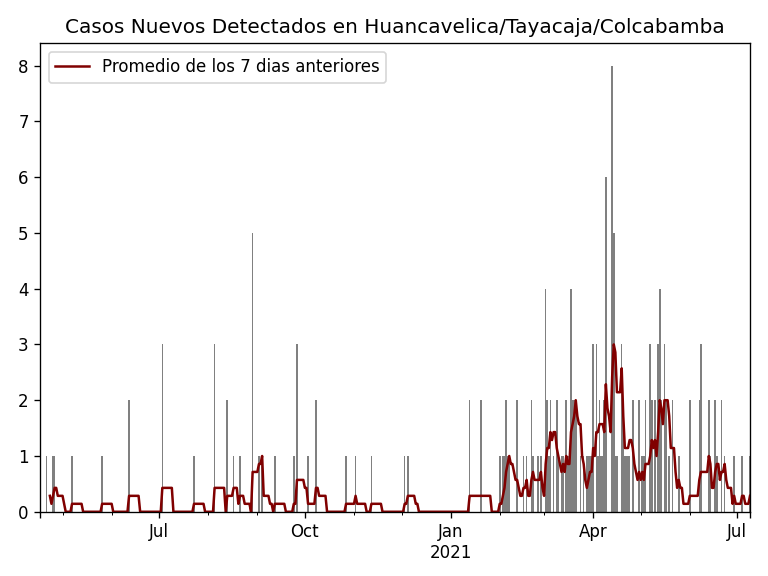 Casos Nuevos Detectados en Huancavelica/Tayacaja/Colcabamba
Promedio de los 7 dias anteriores
8
7
6
5
4
3
2
1
0
Jul
Oct
Jan
Apr
Jul
2021